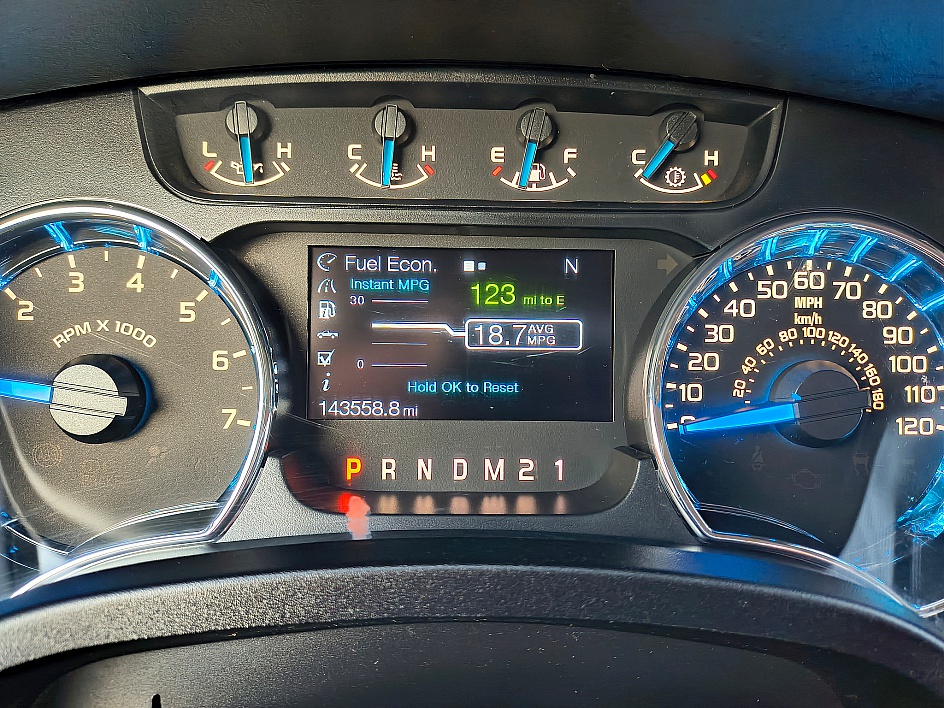 L H C H E F C H
Fuel Econ. N
Instant MPG
123 mi to E
30
18.7 AVG MPG
0
Hold OK to Reset
143558.8 mi
P R N D M 2 1
2 3 4 5 6 7
RPM X 1000
0 10 20 30 40 50 60 70 80 90 100 110 120
MPH
km/h
20 40 60 80 100 120 140 160 180